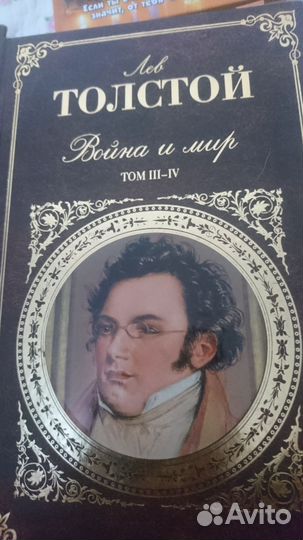 если ты
значит, от тебя
Лев
ТОЛСТОЙ
Война и мир
ТОМ III–IV
Avito